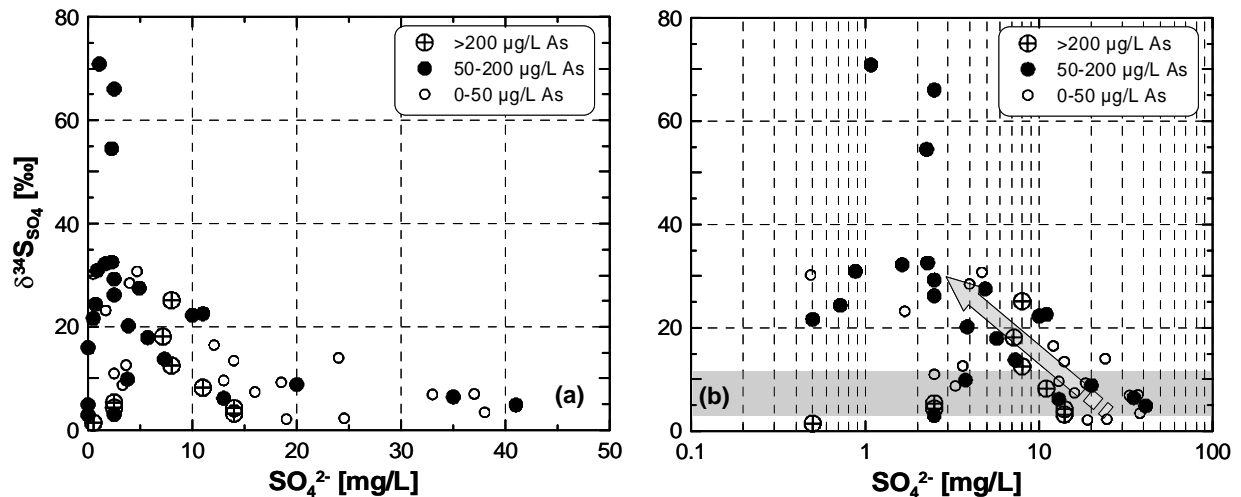 80
60
40
20
0
δ³⁴S_SO₄ [‰]
>200 µg/L As
50-200 µg/L As
0-50 µg/L As
(a)
0 10 20 30 40 50
SO₄²⁻ [mg/L]
80
60
40
20
0
>200 µg/L As
50-200 µg/L As
0-50 µg/L As
(b)
0.1 1 10 100
SO₄²⁻ [mg/L]